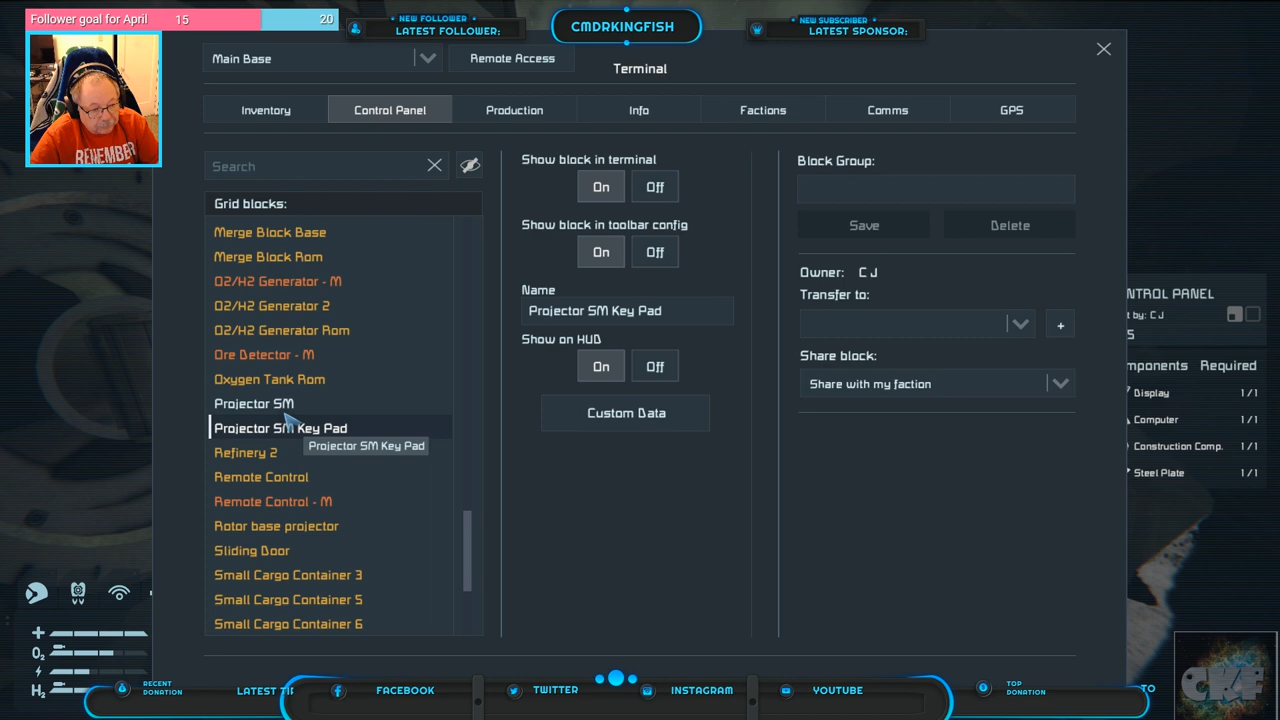 Follower goal for April 15 20
NEW FOLLOWER
LATEST FOLLOWER:
CMDRKINGFISH
NEW SUBSCRIBER
LATEST SPONSOR:
Main Base
Remote Access
Terminal
Inventory
Control Panel
Production
Info
Factions
Comms
GPS
Search
Grid blocks:
Merge Block Base
Merge Block Rom
O2/H2 Generator - M
O2/H2 Generator 2
O2/H2 Generator Rom
Ore Detector - M
Oxygen Tank Rom
Projector SM
Projector SM Key Pad
Projector SM Key Pad
Refinery 2
Remote Control
Remote Control - M
Rotor base projector
Sliding Door
Small Cargo Container 3
Small Cargo Container 5
Small Cargo Container 6
Show block in terminal
On Off
Show block in toolbar config
On Off
Name
Projector SM Key Pad
Show on HUD
On Off
Custom Data
Block Group:
Save Delete
Owner: C J
Transfer to:
+
Share block:
Share with my faction
NTROL PANEL
t by: C J
S
mponents Required
Display 1/1
Computer 1/1
Construction Comp. 1/1
Steel Plate 1/1
REMEMBER
O2
H2
RECENT
DONATION
LATEST TI
FACEBOOK
TWITTER
INSTAGRAM
YOUTUBE
TOP
DONATION
TO
CKF